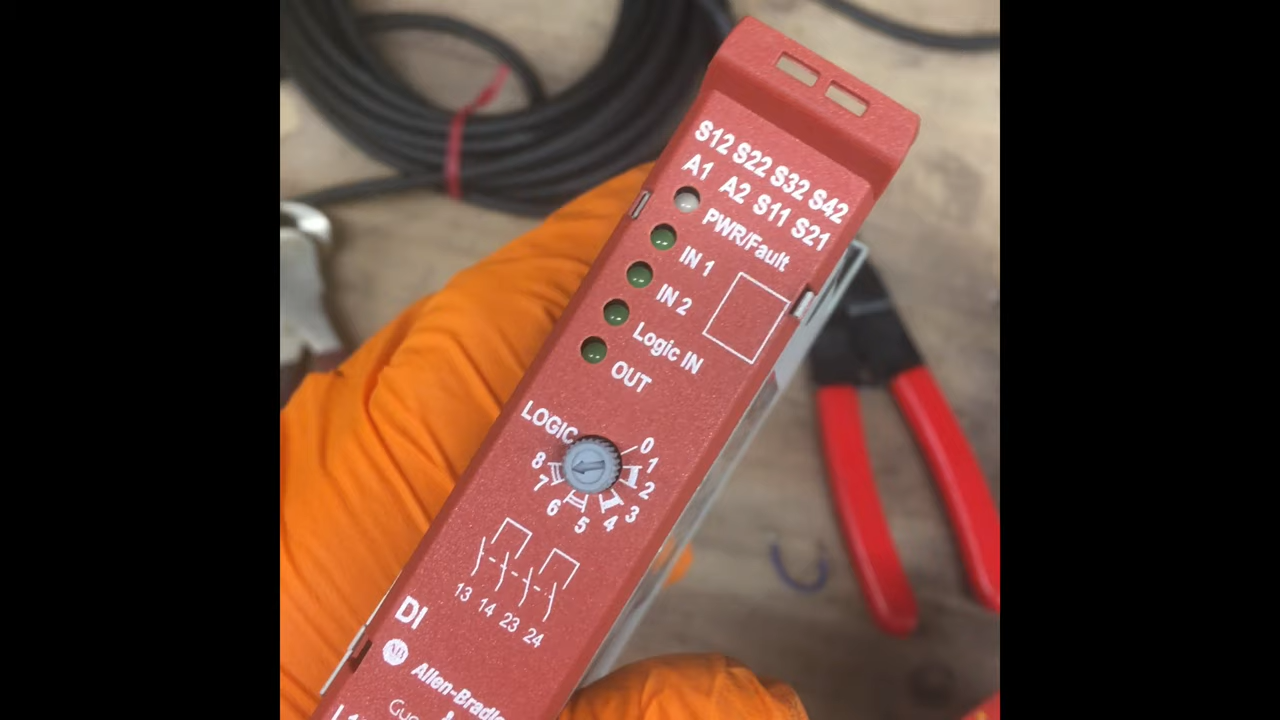 S12 S22 S32 S42
A1 A2 S11 S21
PWR/Fault
IN 1
IN 2
Logic IN
OUT
LOGIC
0
1
2
3
4
5
6
7
8
13 14 23 24
DI
AB
Allen-Bradley